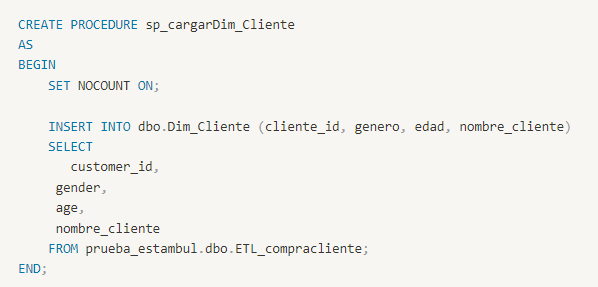 CREATE PROCEDURE sp_cargarDim_Cliente
AS
BEGIN
    SET NOCOUNT ON;

    INSERT INTO dbo.Dim_Cliente (cliente_id, genero, edad, nombre_cliente)
    SELECT
       customer_id,
     gender,
     age,
     nombre_cliente
    FROM prueba_estambul.dbo.ETL_compracliente;
END;